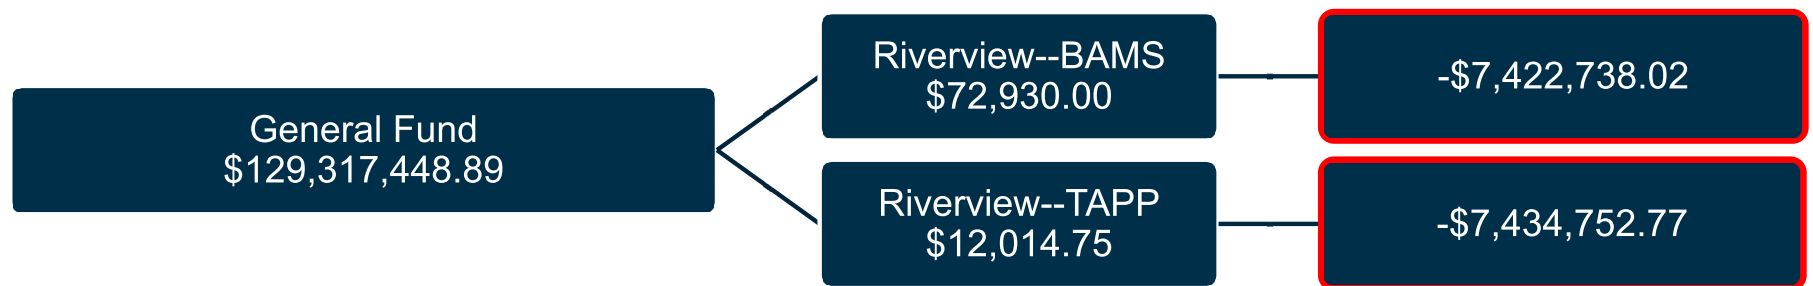 General Fund
$129,317,448.89
Riverview--BAMS
$72,930.00
-$7,422,738.02
Riverview--TAPP
$12,014.75
-$7,434,752.77